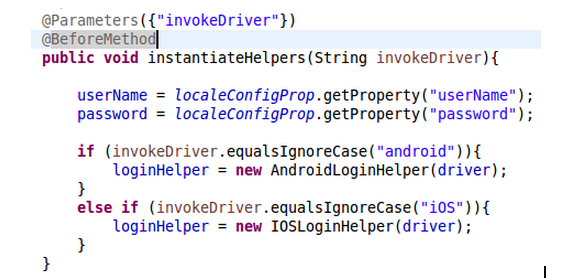 @Parameters({"invokeDriver"})
@BeforeMethod
public void instantiateHelpers(String invokeDriver){
userName = localeConfigProp.getProperty("userName");
password = localeConfigProp.getProperty("password");
if (invokeDriver.equalsIgnoreCase("android")){
loginHelper = new AndroidLoginHelper(driver);
}
else if (invokeDriver.equalsIgnoreCase("iOS")){
loginHelper = new IOSLoginHelper(driver);
}
}